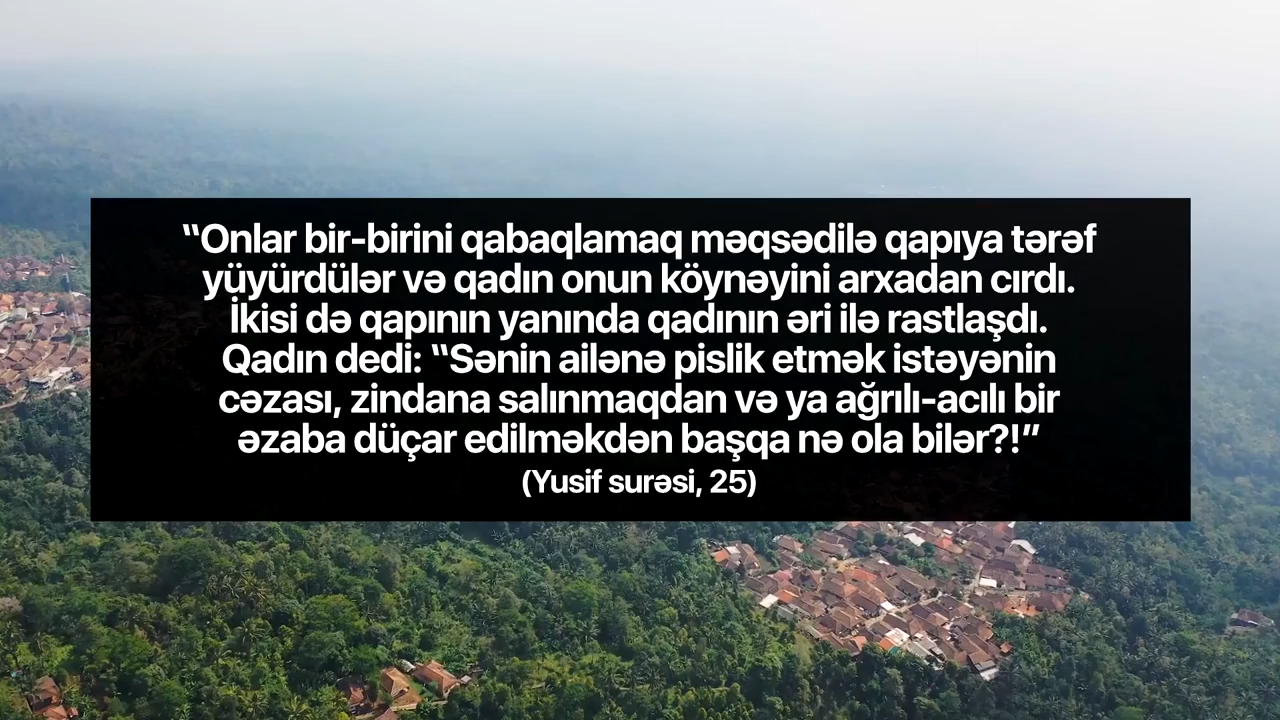 “Onlar bir-birini qabaqlamaq məqsədilə qapıya tərəf
yüyürdülər və qadın onun köynəyini arxadan cırdı.
İkisi də qapının yanında qadının əri ilə rastlaşdı.
Qadın dedi: “Sənin ailənə pislik etmək istəyənin
cəzası, zindana salınmaqdan və ya ağrılı-acılı bir
əzaba düçar edilməkdən başqa nə ola bilər?!”
(Yusif surəsi, 25)